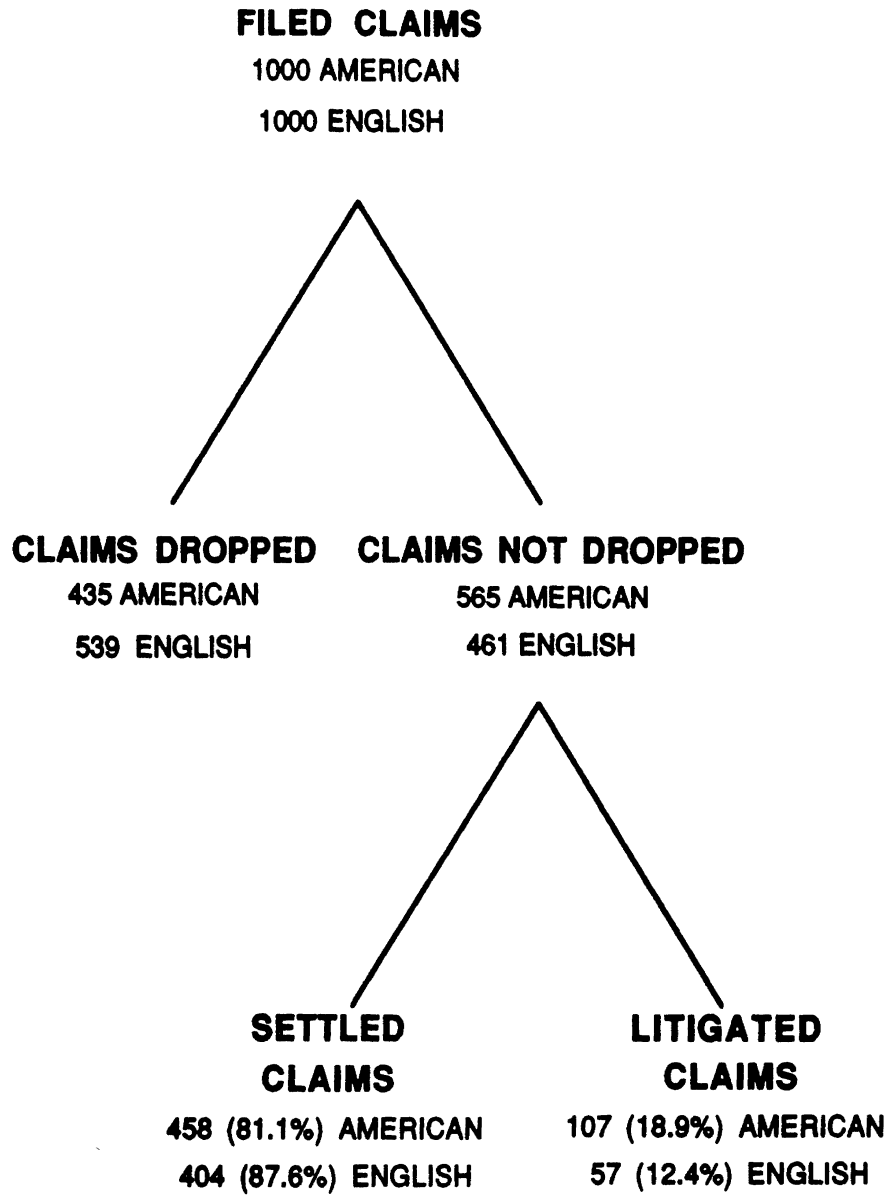 FILED CLAIMS
1000 AMERICAN
1000 ENGLISH
CLAIMS DROPPED
435 AMERICAN
539 ENGLISH
CLAIMS NOT DROPPED
565 AMERICAN
461 ENGLISH
SETTLED
CLAIMS
458 (81.1%) AMERICAN
404 (87.6%) ENGLISH
LITIGATED
CLAIMS
107 (18.9%) AMERICAN
57 (12.4%) ENGLISH